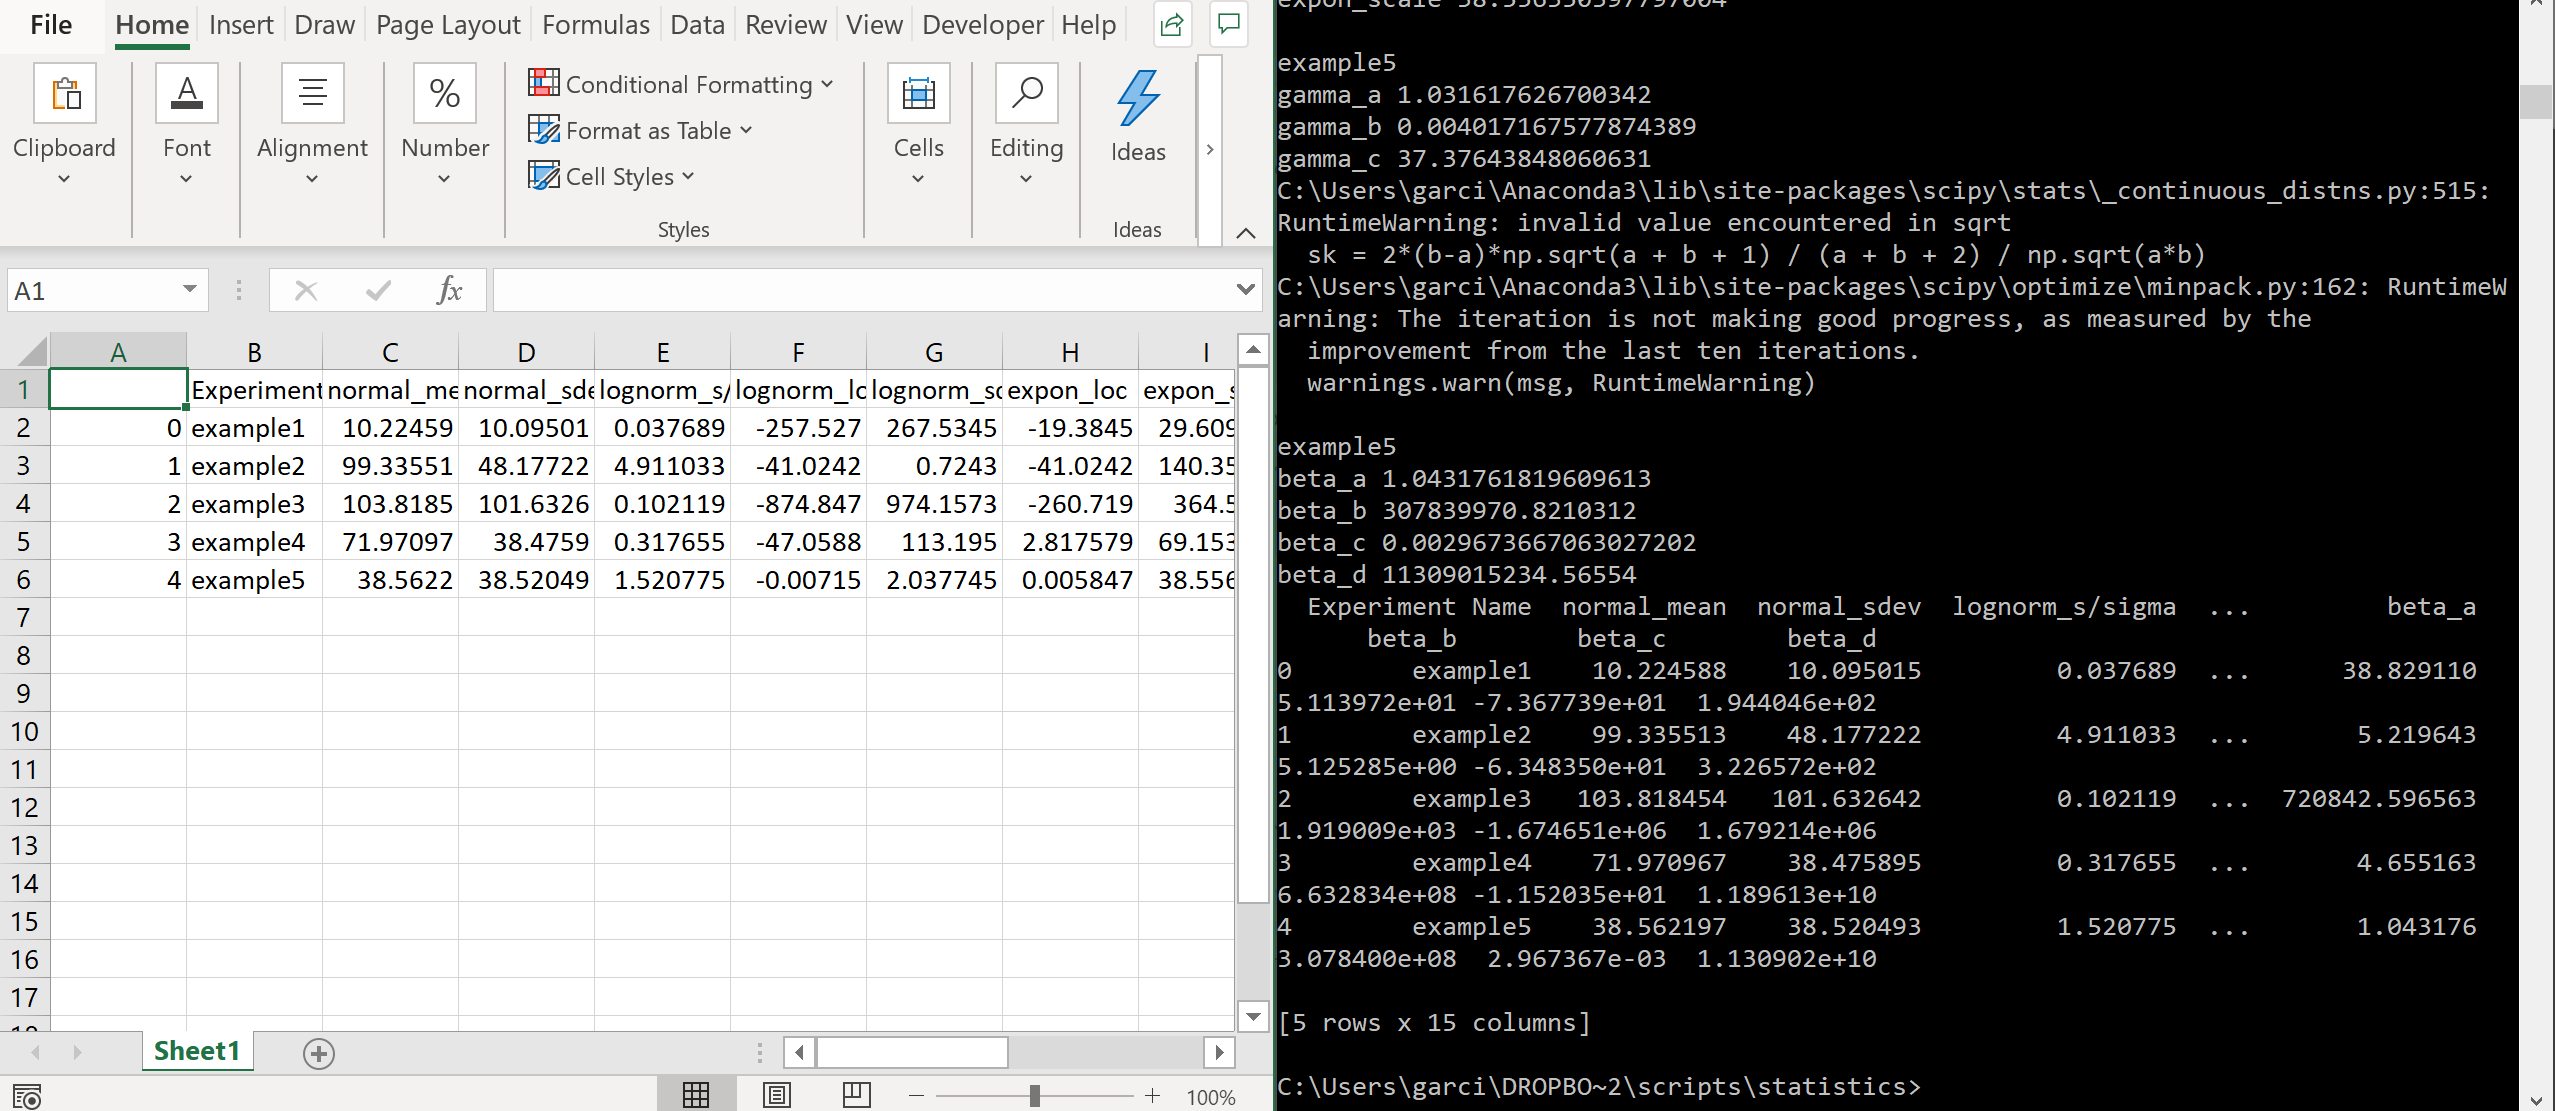 File Home Insert Draw Page Layout Formulas Data Review View Developer Help
Clipboard Font Alignment Number
Conditional Formatting
Format as Table
Cell Styles
Cells Editing Ideas
Styles Ideas
A1 fx
A B C D E F G H I
1 Experiment normal_me normal_sde lognorm_s/ lognorm_lo lognorm_sc expon_loc expon_s
2 0 example1 10.22459 10.09501 0.037689 -257.527 267.5345 -19.3845 29.609
3 1 example2 99.33551 48.17722 4.911033 -41.0242 0.7243 -41.0242 140.35
4 2 example3 103.8185 101.6326 0.102119 -874.847 974.1573 -260.719 364.5
5 3 example4 71.97097 38.4759 0.317655 -47.0588 113.195 2.817579 69.153
6 4 example5 38.5622 38.52049 1.520775 -0.00715 2.037745 0.005847 38.556
7
8
9
10
11
12
13
14
15
16
17
Sheet1
100%
example5
gamma_a 1.031617626700342
gamma_b 0.004017167577874389
gamma_c 37.37643848060631
C:\Users\garci\Anaconda3\lib\site-packages\scipy\stats\_continuous_distns.py:515:
RuntimeWarning: invalid value encountered in sqrt
sk = 2*(b-a)*np.sqrt(a + b + 1) / (a + b + 2) / np.sqrt(a*b)
C:\Users\garci\Anaconda3\lib\site-packages\scipy\optimize\minpack.py:162: RuntimeW
arning: The iteration is not making good progress, as measured by the
improvement from the last ten iterations.
warnings.warn(msg, RuntimeWarning)
example5
beta_a 1.0431761819609613
beta_b 307839970.8210312
beta_c 0.0029673667063027202
beta_d 11309015234.56554
Experiment Name normal_mean normal_sdev lognorm_s/sigma ... beta_a
beta_b beta_c beta_d
0 example1 10.224588 10.095015 0.037689 ... 38.829110
5.113972e+01 -7.367739e+01 1.944046e+02
1 example2 99.335513 48.177222 4.911033 ... 5.219643
5.125285e+00 -6.348350e+01 3.226572e+02
2 example3 103.818454 101.632642 0.102119 ... 720842.596563
1.919009e+03 -1.674651e+06 1.679214e+06
3 example4 71.970967 38.475895 0.317655 ... 4.655163
6.632834e+08 -1.152035e+01 1.189613e+10
4 example5 38.562197 38.520493 1.520775 ... 1.043176
3.078400e+08 2.967367e-03 1.130902e+10
[5 rows x 15 columns]
C:\Users\garci\DROPBO~2\scripts\statistics>